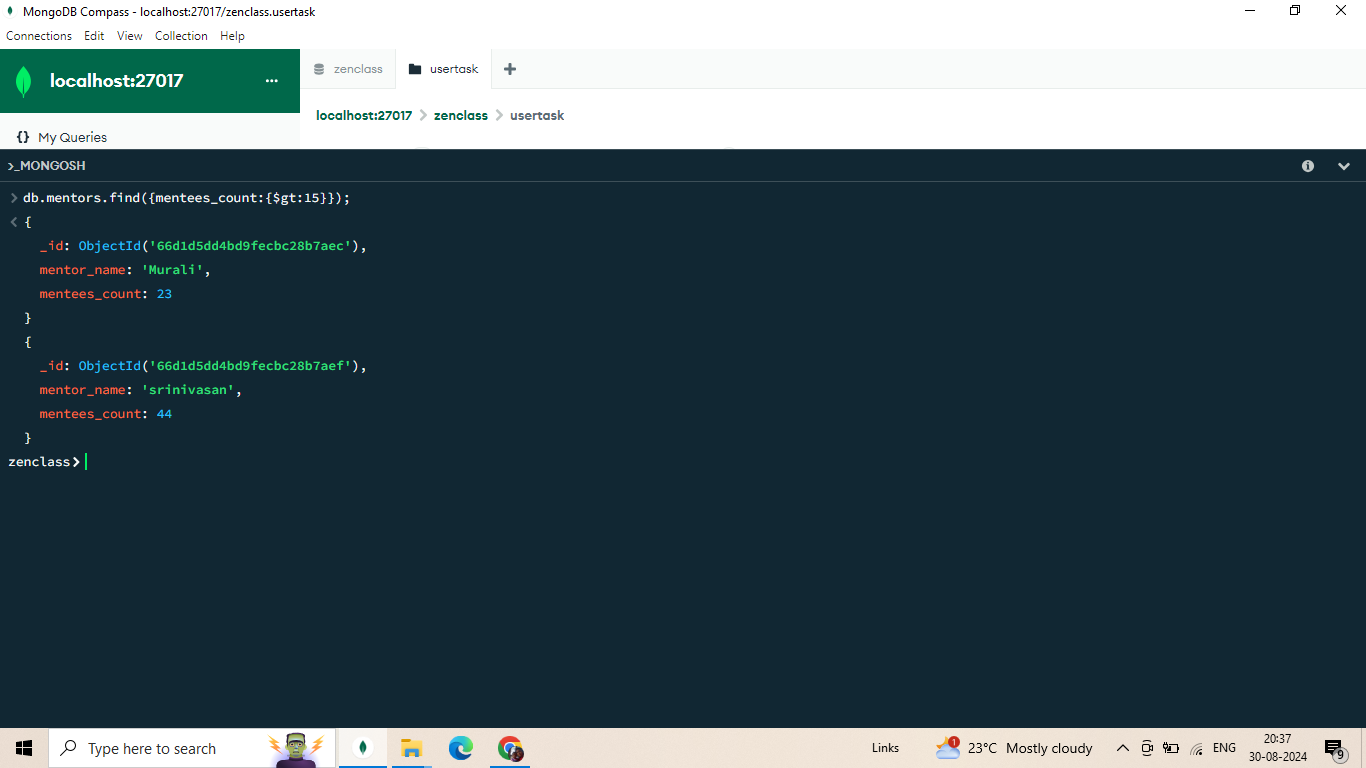 MongoDB Compass - localhost:27017/zenclass.usertask
Connections Edit View Collection Help
localhost:27017 ...
zenclass usertask +
localhost:27017 > zenclass > usertask
{} My Queries
>_MONGOSH
> db.mentors.find({mentees_count:{$gt:15}});
< {
_id: ObjectId('66d1d5dd4bd9fecbc28b7aec'),
mentor_name: 'Murali',
mentees_count: 23
}
{
_id: ObjectId('66d1d5dd4bd9fecbc28b7aef'),
mentor_name: 'srinivasan',
mentees_count: 44
}
zenclass>
Type here to search
Links
1
23°C Mostly cloudy
ENG
20:37
30-08-2024
9